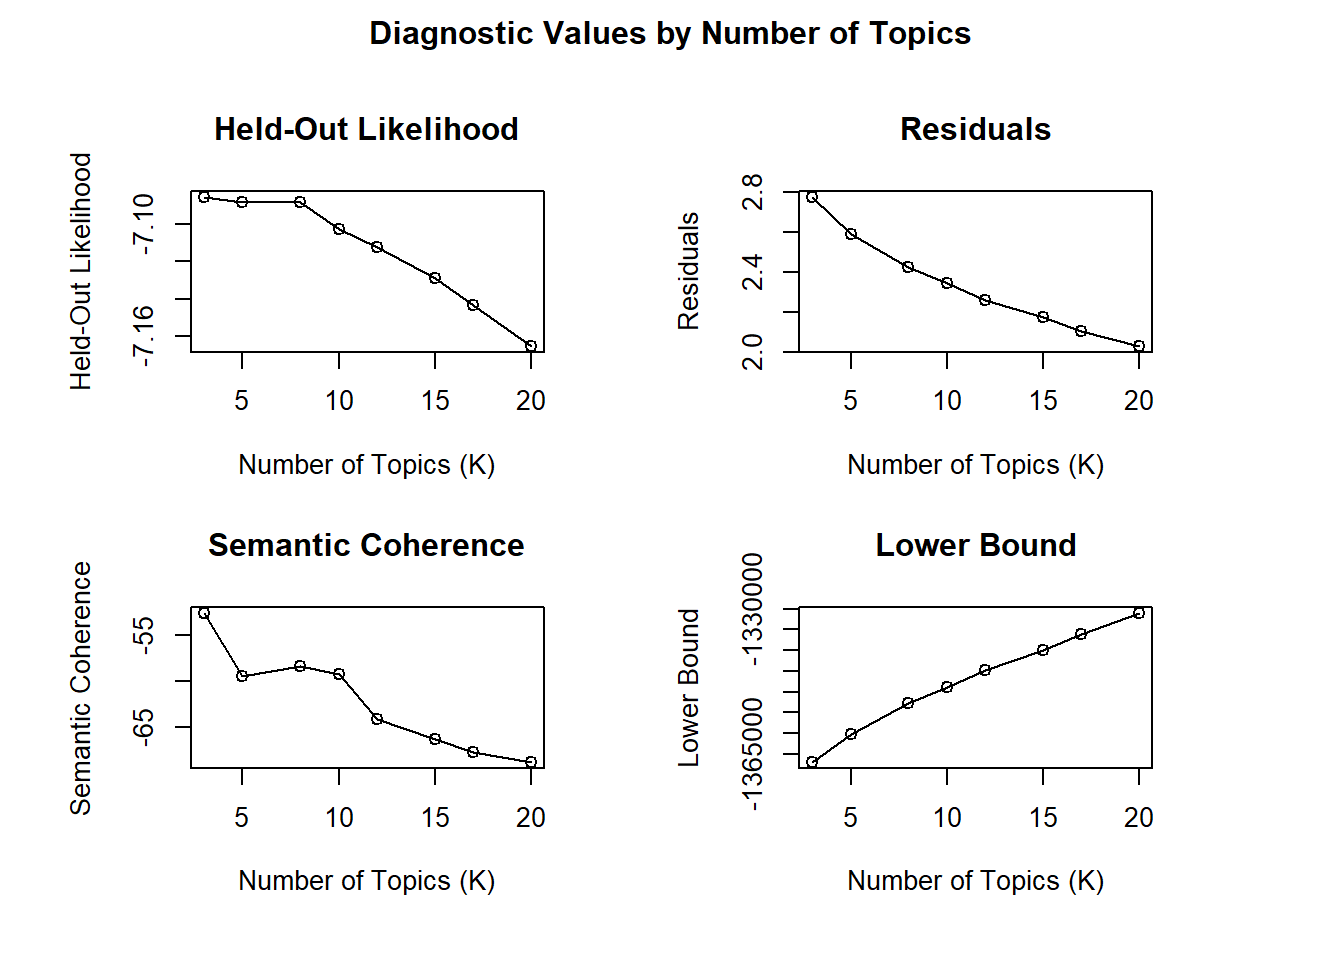 Diagnostic Values by Number of Topics
Held-Out Likelihood
Held-Out Likelihood
-7.10
-7.16
5 10 15 20
Number of Topics (K)
Residuals
Residuals
2.8
2.4
2.0
5 10 15 20
Number of Topics (K)
Semantic Coherence
Semantic Coherence
-55
-65
5 10 15 20
Number of Topics (K)
Lower Bound
Lower Bound
-1330000
-1365000
5 10 15 20
Number of Topics (K)